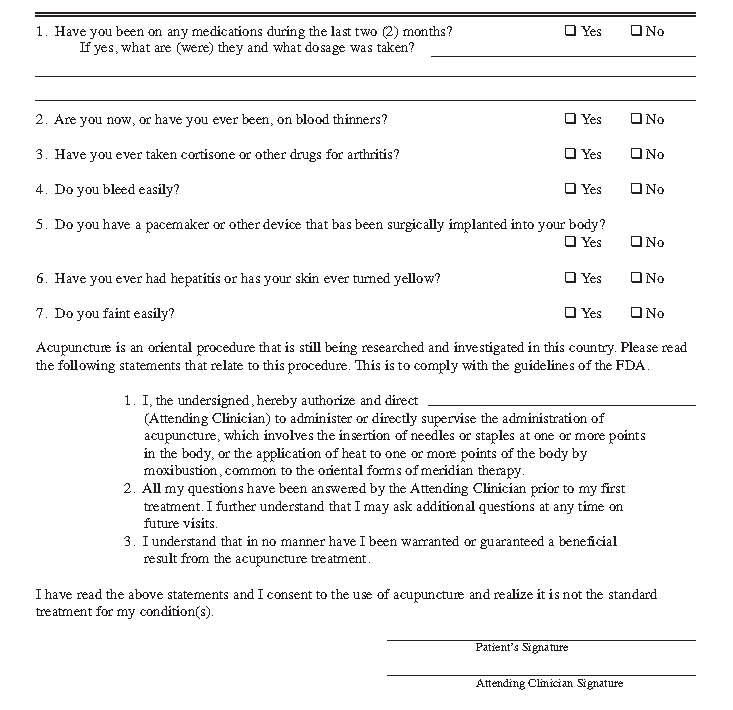 1. Have you been on any medications during the last two (2) months? ❑ Yes ❑ No
If yes, what are (were) they and what dosage was taken?
2. Are you now, or have you ever been, on blood thinners? ❑ Yes ❑ No
3. Have you ever taken cortisone or other drugs for arthritis? ❑ Yes ❑ No
4. Do you bleed easily? ❑ Yes ❑ No
5. Do you have a pacemaker or other device that bas been surgically implanted into your body?
❑ Yes ❑ No
6. Have you ever had hepatitis or has your skin ever turned yellow? ❑ Yes ❑ No
7. Do you faint easily? ❑ Yes ❑ No
Acupuncture is an oriental procedure that is still being researched and investigated in this country. Please read
the following statements that relate to this procedure. This is to comply with the guidelines of the FDA.
1. I, the undersigned, hereby authorize and direct
(Attending Clinician) to administer or directly supervise the administration of
acupuncture, which involves the insertion of needles or staples at one or more points
in the body, or the application of heat to one or more points of the body by
moxibustion, common to the oriental forms of meridian therapy.
2. All my questions have been answered by the Attending Clinician prior to my first
treatment. I further understand that I may ask additional questions at any time on
future visits.
3. I understand that in no manner have I been warranted or guaranteed a beneficial
result from the acupuncture treatment.
I have read the above statements and I consent to the use of acupuncture and realize it is not the standard
treatment for my condition(s).
Patient's Signature
Attending Clinician Signature